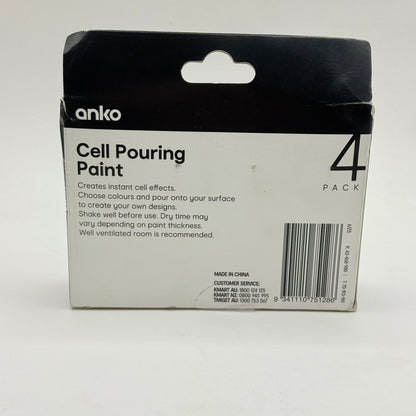 anko
Cell Pouring
Paint
4
PACK
Creates instant cell effects.
Choose colours and pour onto your surface
to create your own designs.
Shake well before use. Dry time may
vary depending on paint thickness.
Well ventilated room is recommended.
MADE IN CHINA
CUSTOMER SERVICE:
KMART AU: 1800 124 125
KMART NZ: 0800 945 995
TARGET AU: 1300 753 567
9 341110 751286